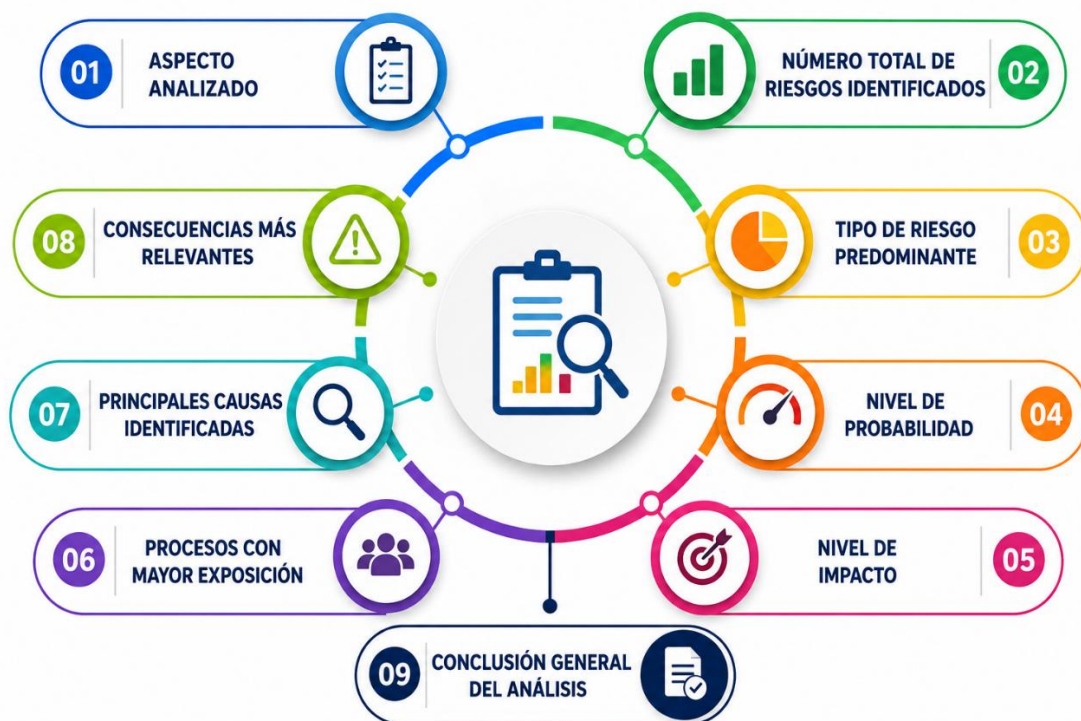 01
ASPECTO
ANALIZADO
NÚMERO TOTAL DE
RIESGOS IDENTIFICADOS
02
08
CONSECUENCIAS MÁS
RELEVANTES
TIPO DE RIESGO
PREDOMINANTE
03
07
PRINCIPALES CAUSAS
IDENTIFICADAS
NIVEL DE
PROBABILIDAD
04
06
PROCESOS CON
MAYOR EXPOSICIÓN
NIVEL DE
IMPACTO
05
09
CONCLUSIÓN GENERAL
DEL ANÁLISIS